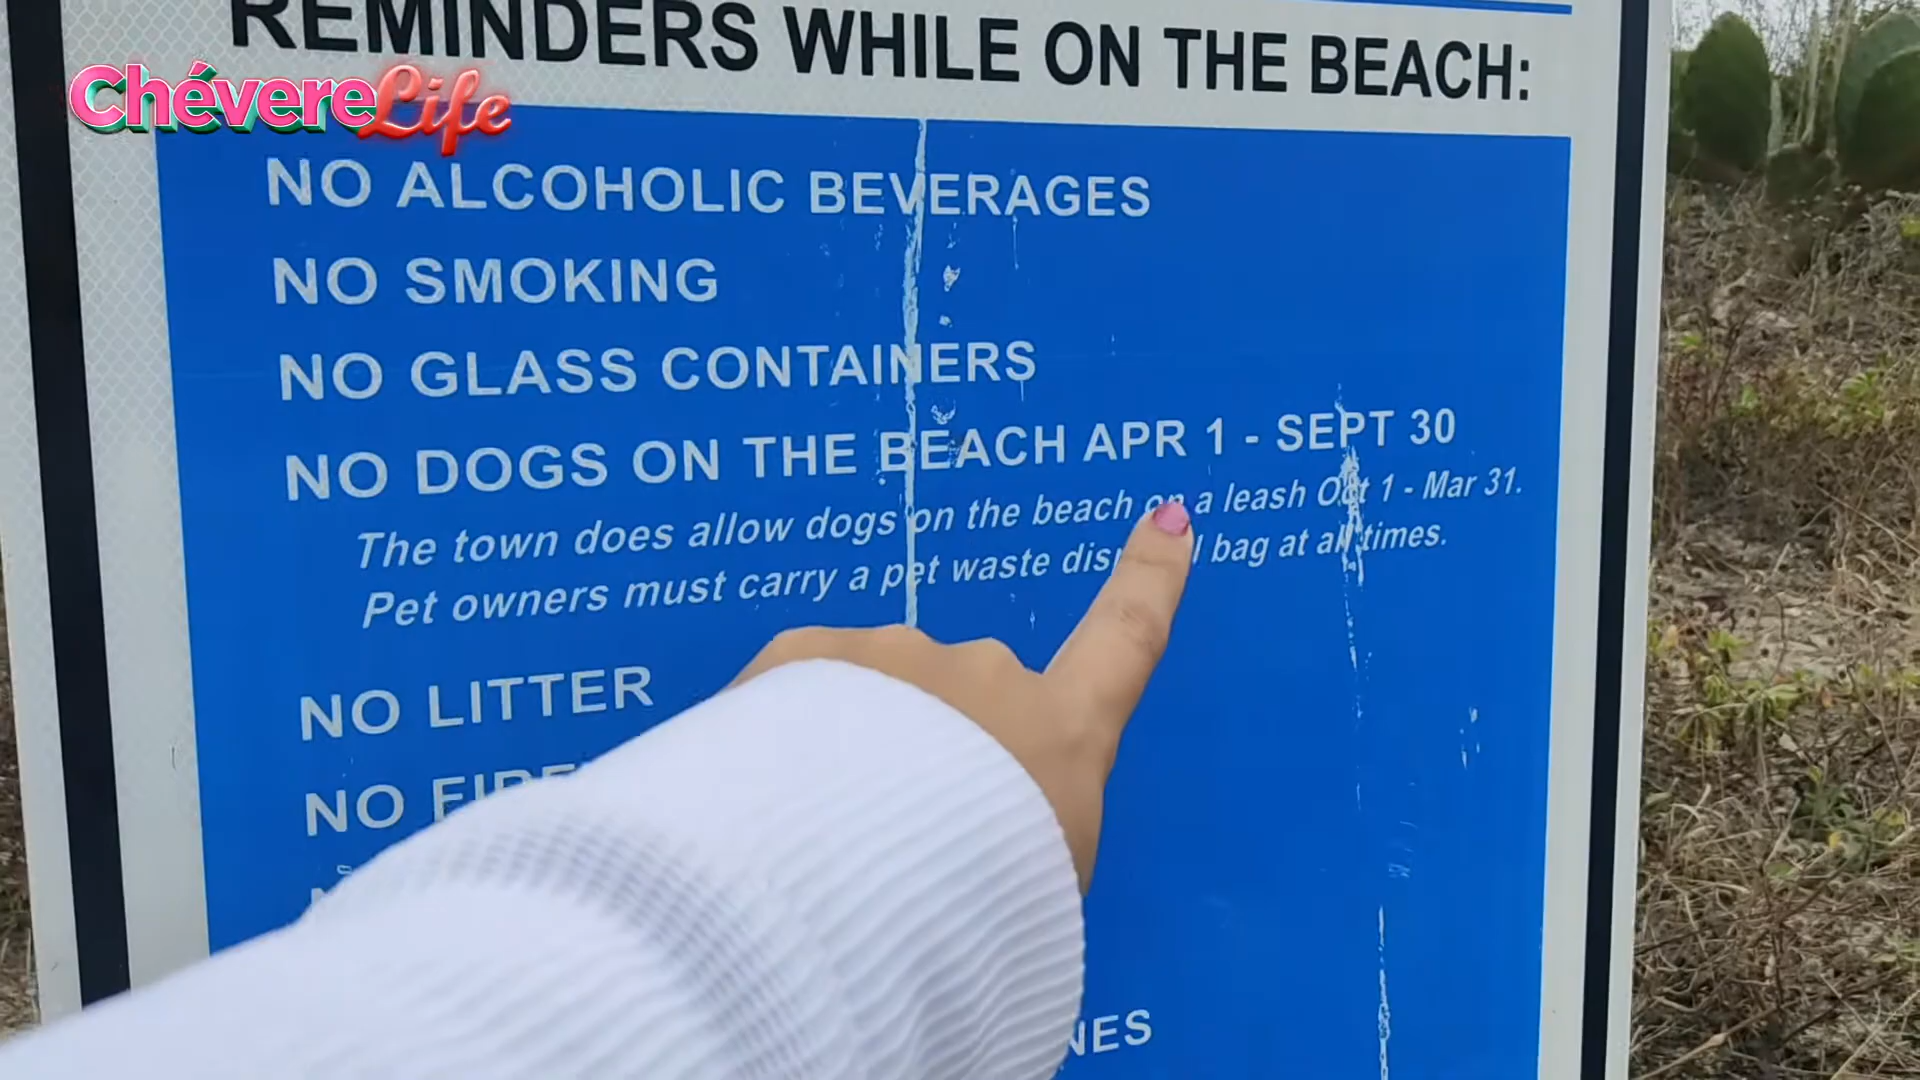 REMINDERS WHILE ON THE BEACH:
ChévereLife
NO ALCOHOLIC BEVERAGES
NO SMOKING
NO GLASS CONTAINERS
NO DOGS ON THE BEACH APR 1 - SEPT 30
The town does allow dogs on the beach on a leash Oct 1 - Mar 31.
Pet owners must carry a pet waste bag at all times.
NO LITTER
NO